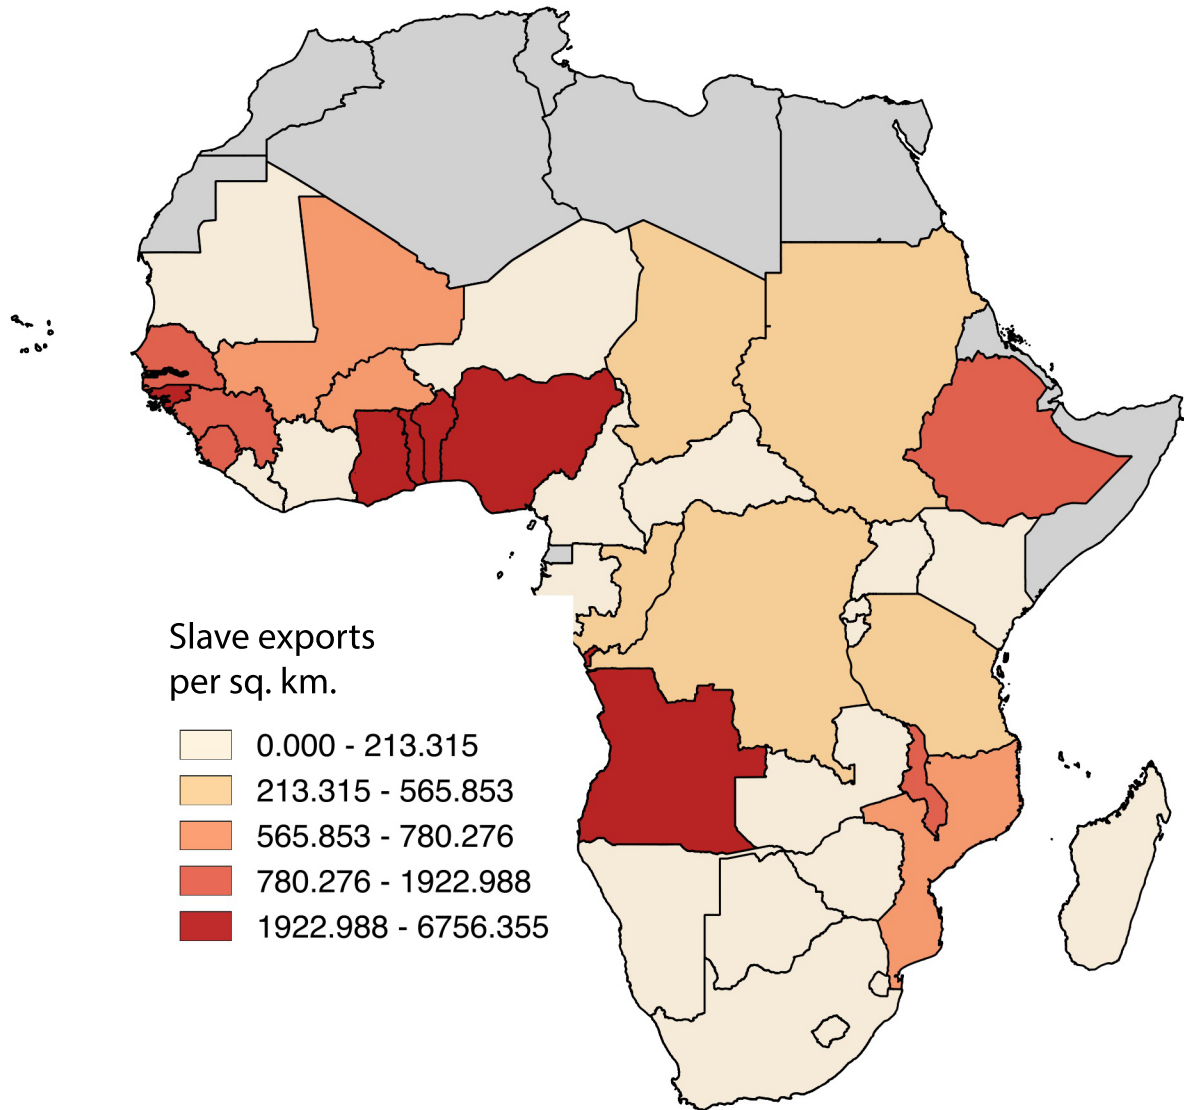 Slave exports
per sq. km.
0.000 - 213.315
213.315 - 565.853
565.853 - 780.276
780.276 - 1922.988
1922.988 - 6756.355